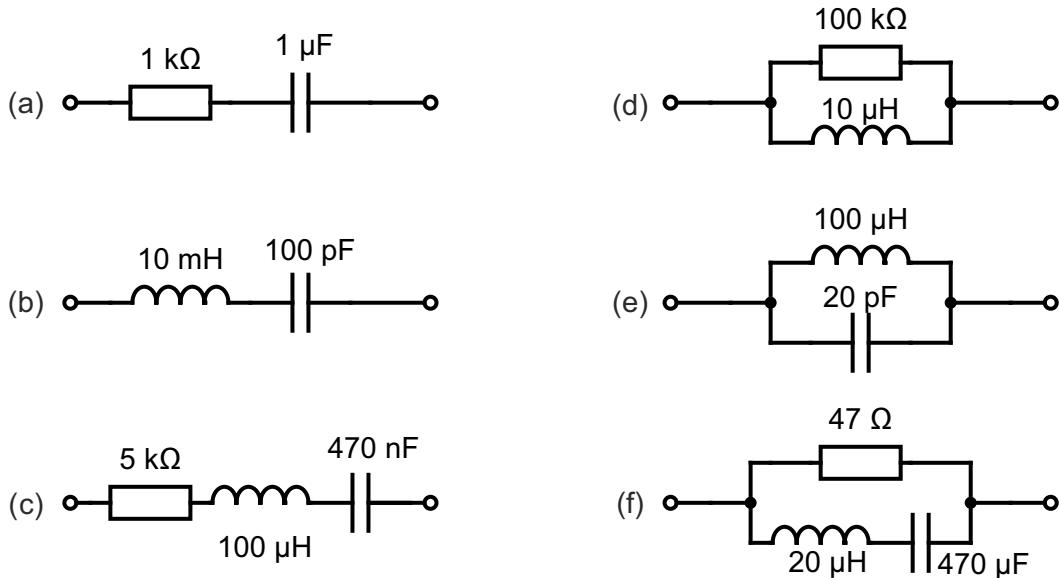 (a) 1 kΩ 1 µF
(b) 10 mH 100 pF
(c) 5 kΩ 100 µH 470 nF
(d) 100 kΩ
10 µH
(e) 100 µH
20 pF
(f) 47 Ω
20 µH 470 µF